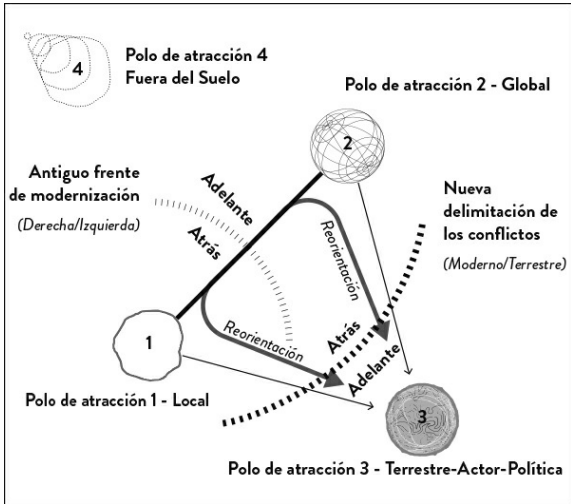 4
Polo de atracción 4
Fuera del Suelo
Polo de atracción 2 - Global
2
Antiguo frente
de modernización
(Derecha/Izquierda)
Adelante
Atrás
Nueva
delimitación de
los conflictos
(Moderno/Terrestre)
Reorientación
1
Reorientación
Atrás
Adelante
Polo de atracción 1 - Local
3
Polo de atracción 3 - Terrestre-Actor-Política